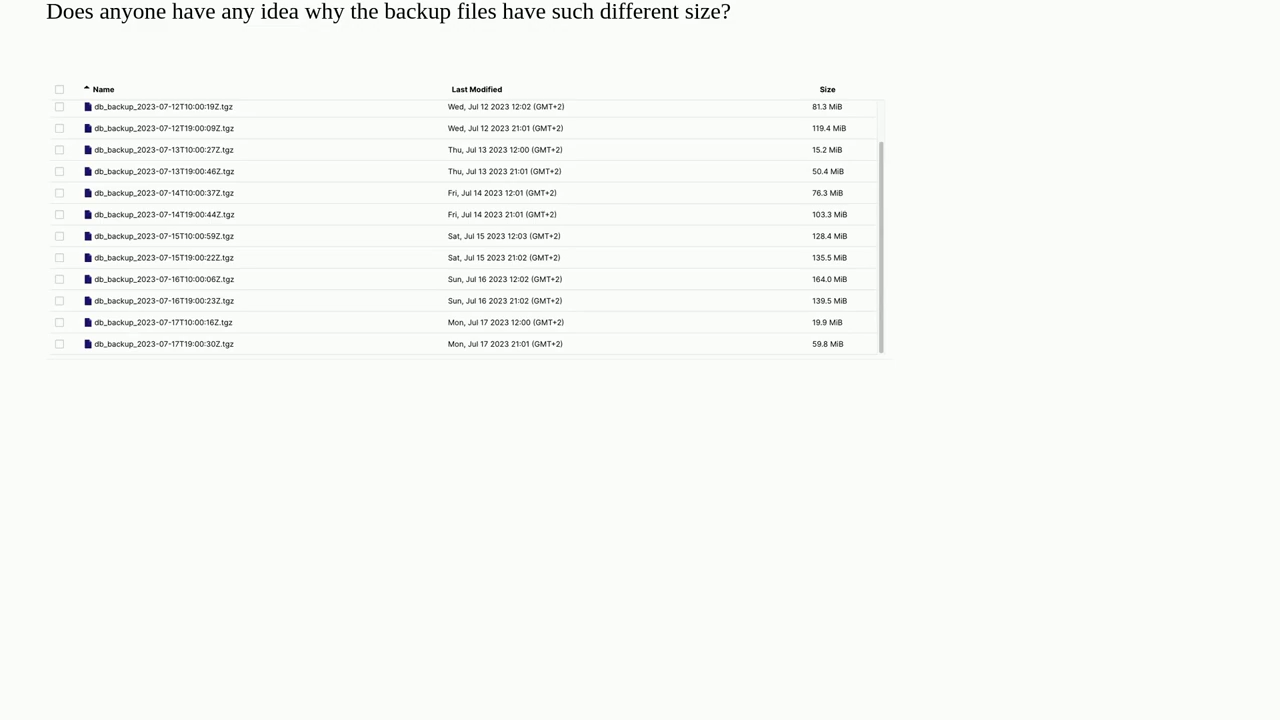 Does anyone have any idea why the backup files have such different size?
Name Last Modified Size
db_backup_2023-07-12T10:00:19Z.tgz Wed, Jul 12 2023 12:02 (GMT+2) 81.3 MiB
db_backup_2023-07-12T19:00:09Z.tgz Wed, Jul 12 2023 21:01 (GMT+2) 119.4 MiB
db_backup_2023-07-13T10:00:27Z.tgz Thu, Jul 13 2023 12:00 (GMT+2) 15.2 MiB
db_backup_2023-07-13T19:00:46Z.tgz Thu, Jul 13 2023 21:01 (GMT+2) 50.4 MiB
db_backup_2023-07-14T10:00:37Z.tgz Fri, Jul 14 2023 12:01 (GMT+2) 76.3 MiB
db_backup_2023-07-14T19:00:44Z.tgz Fri, Jul 14 2023 21:01 (GMT+2) 103.3 MiB
db_backup_2023-07-15T10:00:59Z.tgz Sat, Jul 15 2023 12:03 (GMT+2) 128.4 MiB
db_backup_2023-07-15T19:00:22Z.tgz Sat, Jul 15 2023 21:02 (GMT+2) 135.5 MiB
db_backup_2023-07-16T10:00:06Z.tgz Sun, Jul 16 2023 12:02 (GMT+2) 164.0 MiB
db_backup_2023-07-16T19:00:23Z.tgz Sun, Jul 16 2023 21:02 (GMT+2) 139.5 MiB
db_backup_2023-07-17T10:00:16Z.tgz Mon, Jul 17 2023 12:00 (GMT+2) 19.9 MiB
db_backup_2023-07-17T19:00:30Z.tgz Mon, Jul 17 2023 21:01 (GMT+2) 59.8 MiB